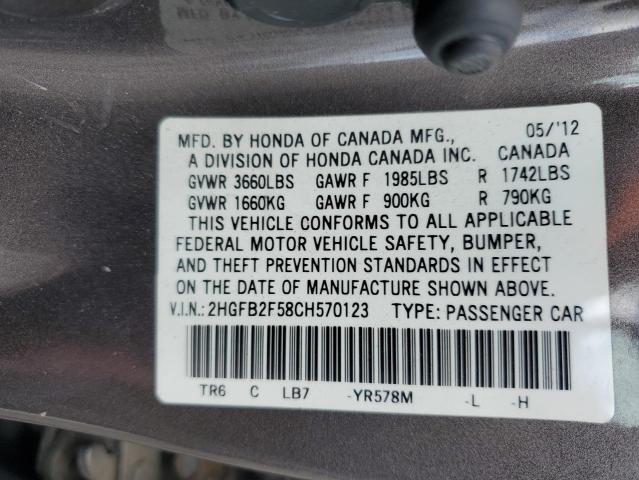 MFD. BY HONDA OF CANADA MFG., 05/'12
A DIVISION OF HONDA CANADA INC. CANADA
GVWR 3660LBS GAWR F 1985LBS R 1742LBS
GVWR 1660KG GAWR F 900KG R 790KG
THIS VEHICLE CONFORMS TO ALL APPLICABLE
FEDERAL MOTOR VEHICLE SAFETY, BUMPER,
AND THEFT PREVENTION STANDARDS IN EFFECT
ON THE DATE OF MANUFACTURE SHOWN ABOVE.
V.I.N.: 2HGFB2F58CH570123 TYPE: PASSENGER CAR
TR6 C LB7 -YR578M -L -H